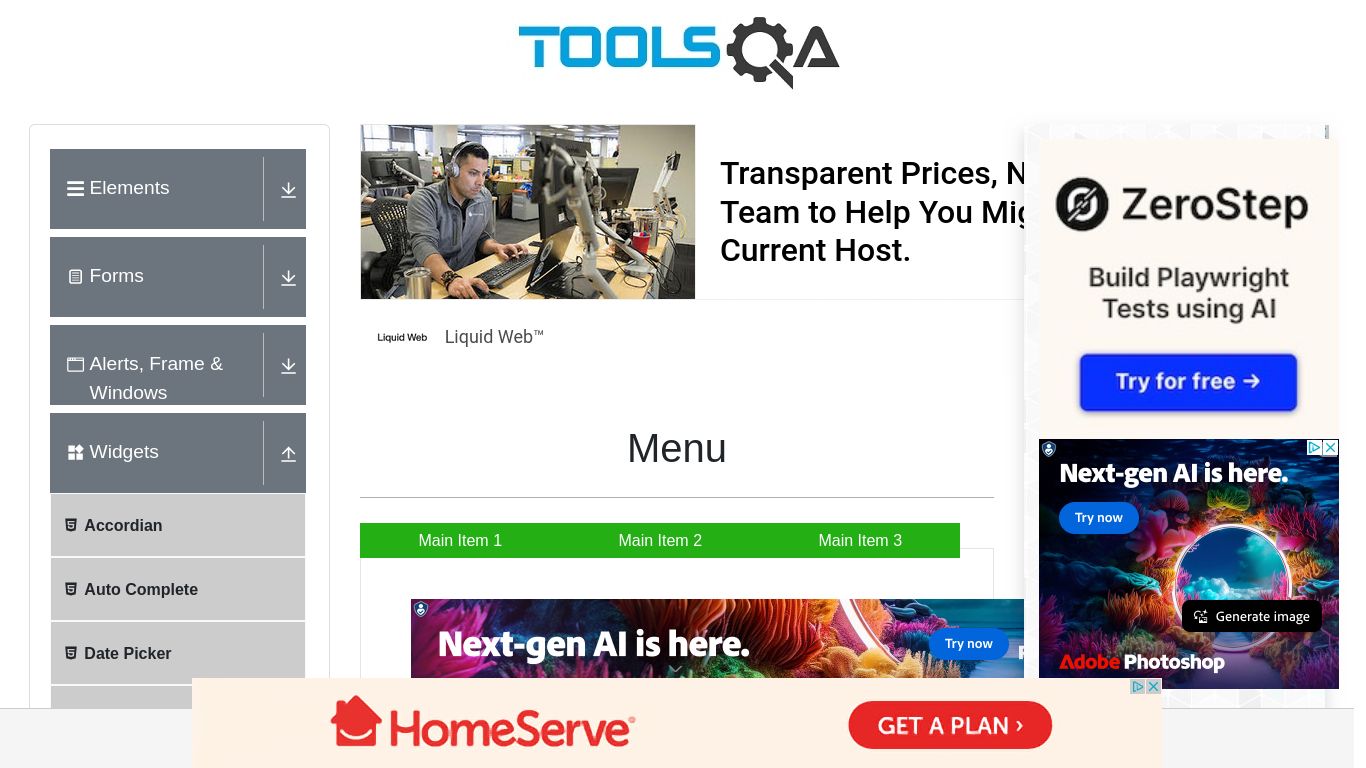 TOOLSQA
Elements
Forms
Alerts, Frame &
Windows
Widgets
Accordian
Auto Complete
Date Picker
Transparent Prices, N
Team to Help You Mig
Current Host.
Liquid Web
Liquid Web™
Menu
Main Item 1
Main Item 2
Main Item 3
Next-gen AI is here.
Try now
ZeroStep
Build Playwright
Tests using AI
Try for free →
Next-gen AI is here.
Try now
Generate image
Adobe Photoshop
HomeServe®
GET A PLAN ›